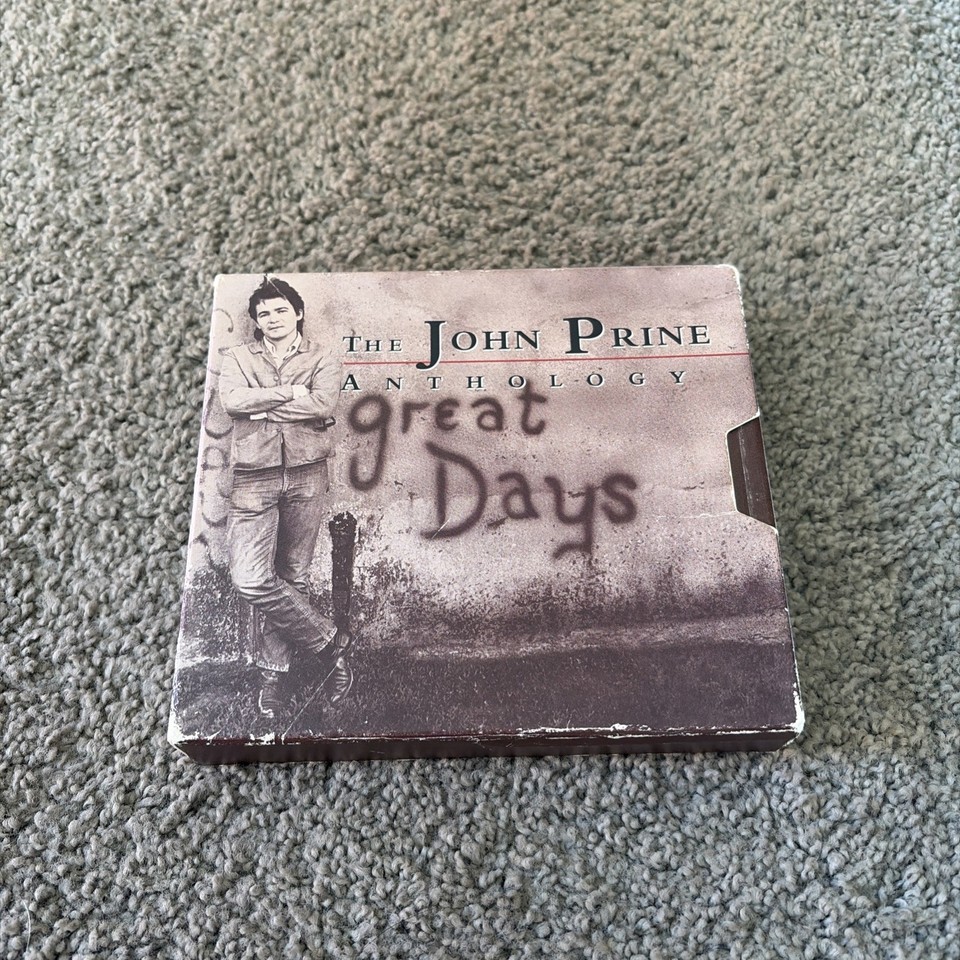 The John Prine
Anthology
great
Days